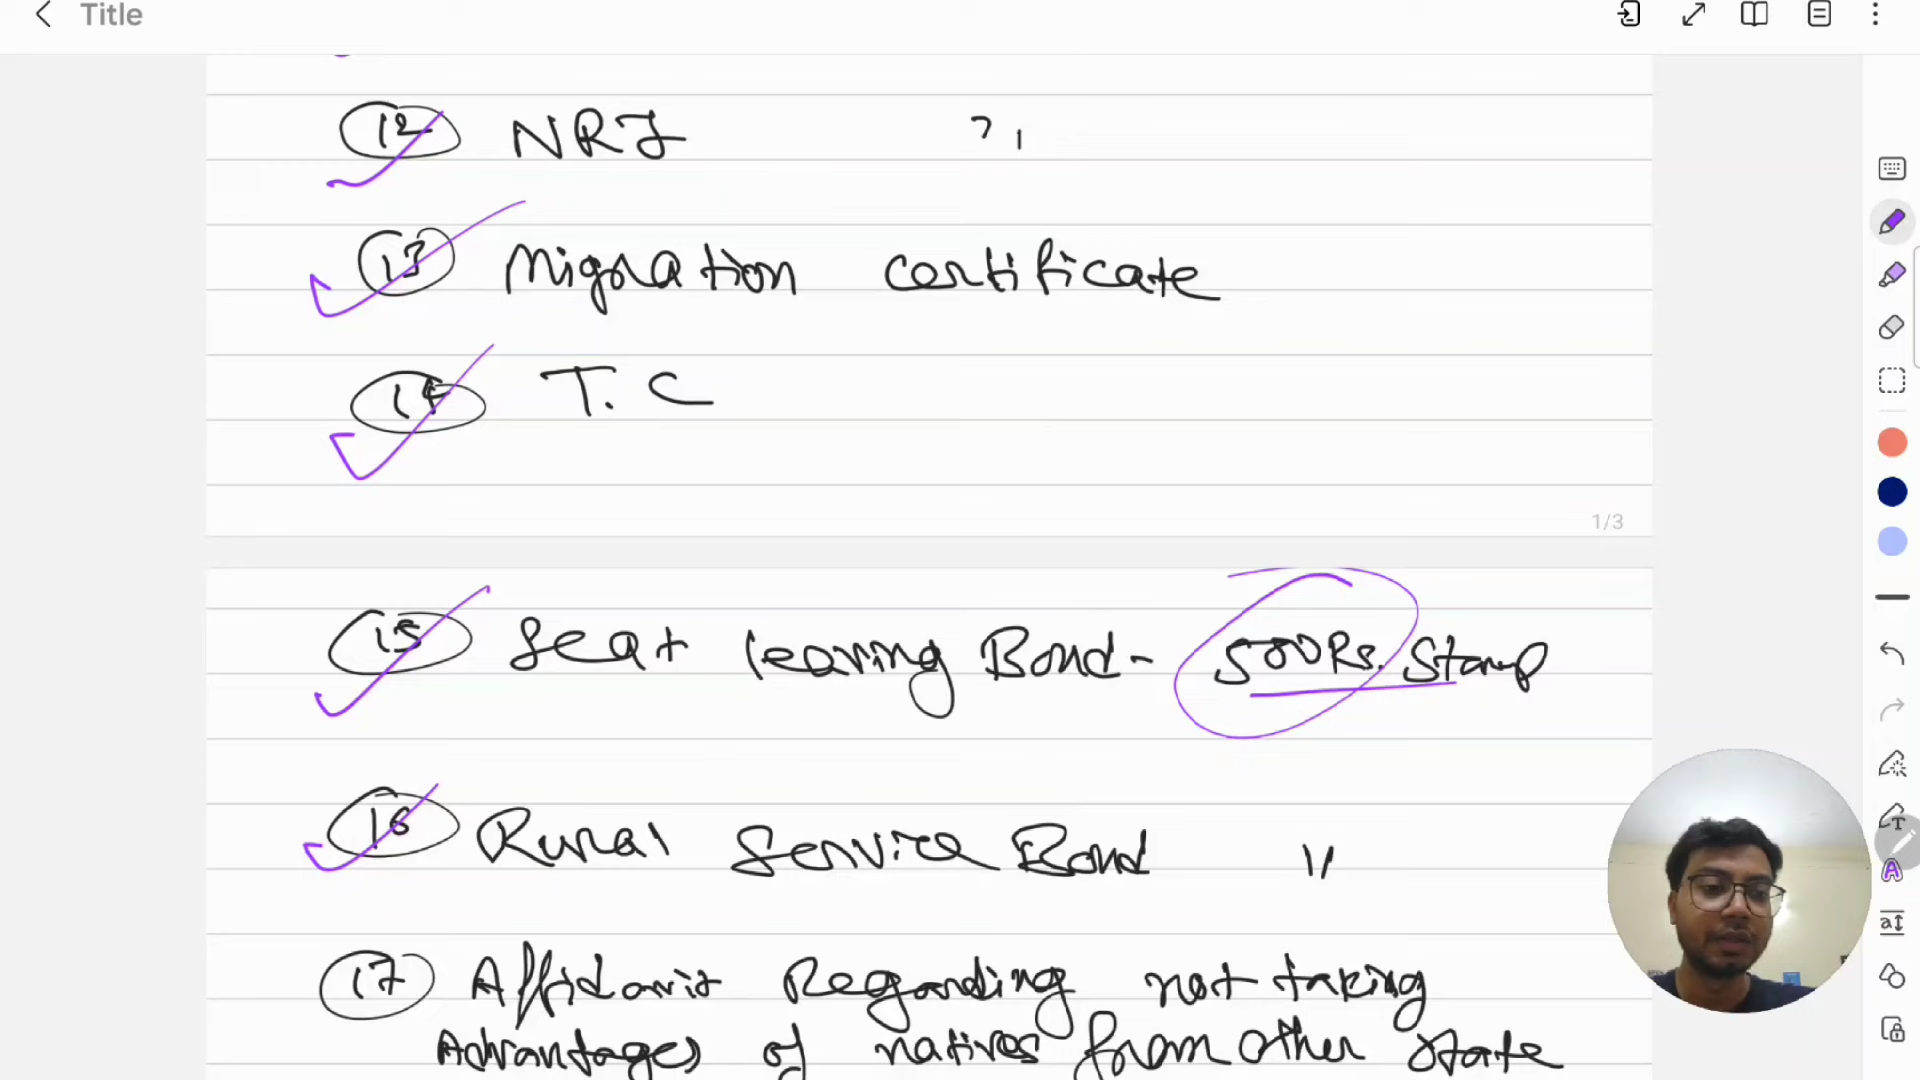 Title
12 NRI "
13 Migration certificate
14 T.C
1/3
15 Seat leaving Bond - 500Rs. Stamp
16 Rural Service Bond "
17 Affidavit Regarding not taking
Advantages of natives from other state